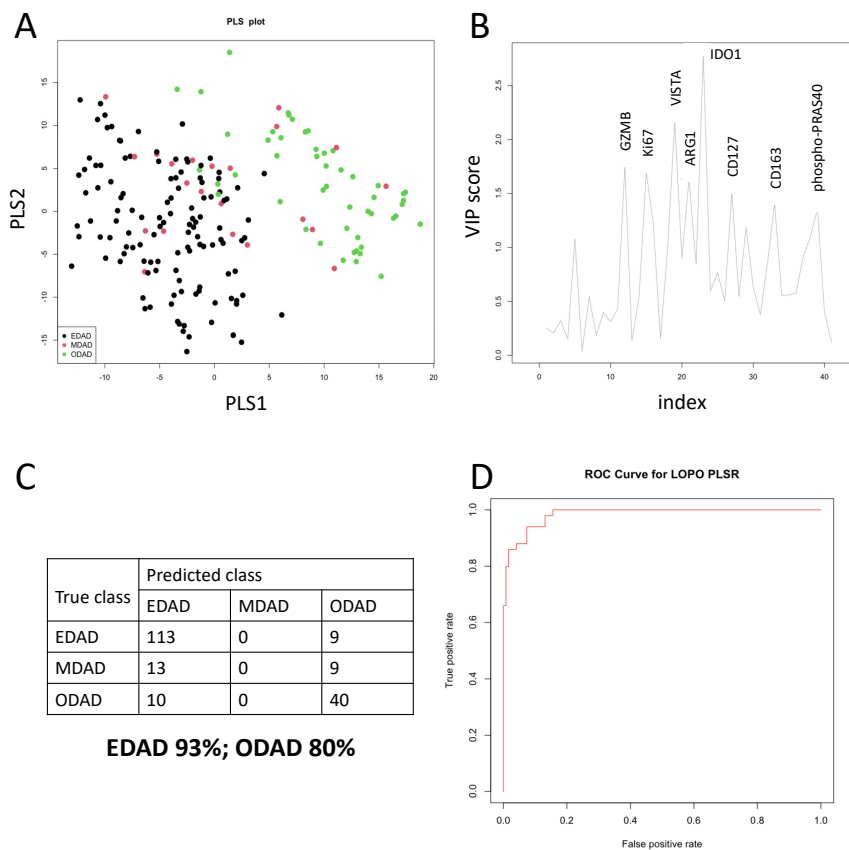 A
PLS plot
PLS2
15
10
5
0
-5
-10
-15
EDAD
MDAD
ODAD
-10 -5 0 5 10 15 20
PLS1
B
VIP score
2.5
2.0
1.5
1.0
0.5
0.0
GZMB
Ki67
VISTA
ARG1
IDO1
CD127
CD163
phospho-PRAS40
0 10 20 30 40
index
C
True class Predicted class
EDAD MDAD ODAD
EDAD 113 0 9
MDAD 13 0 9
ODAD 10 0 40
EDAD 93%; ODAD 80%
D
ROC Curve for LOPO PLSR
True positive rate
1.0
0.8
0.6
0.4
0.2
0.0
0.0 0.2 0.4 0.6 0.8 1.0
False positive rate